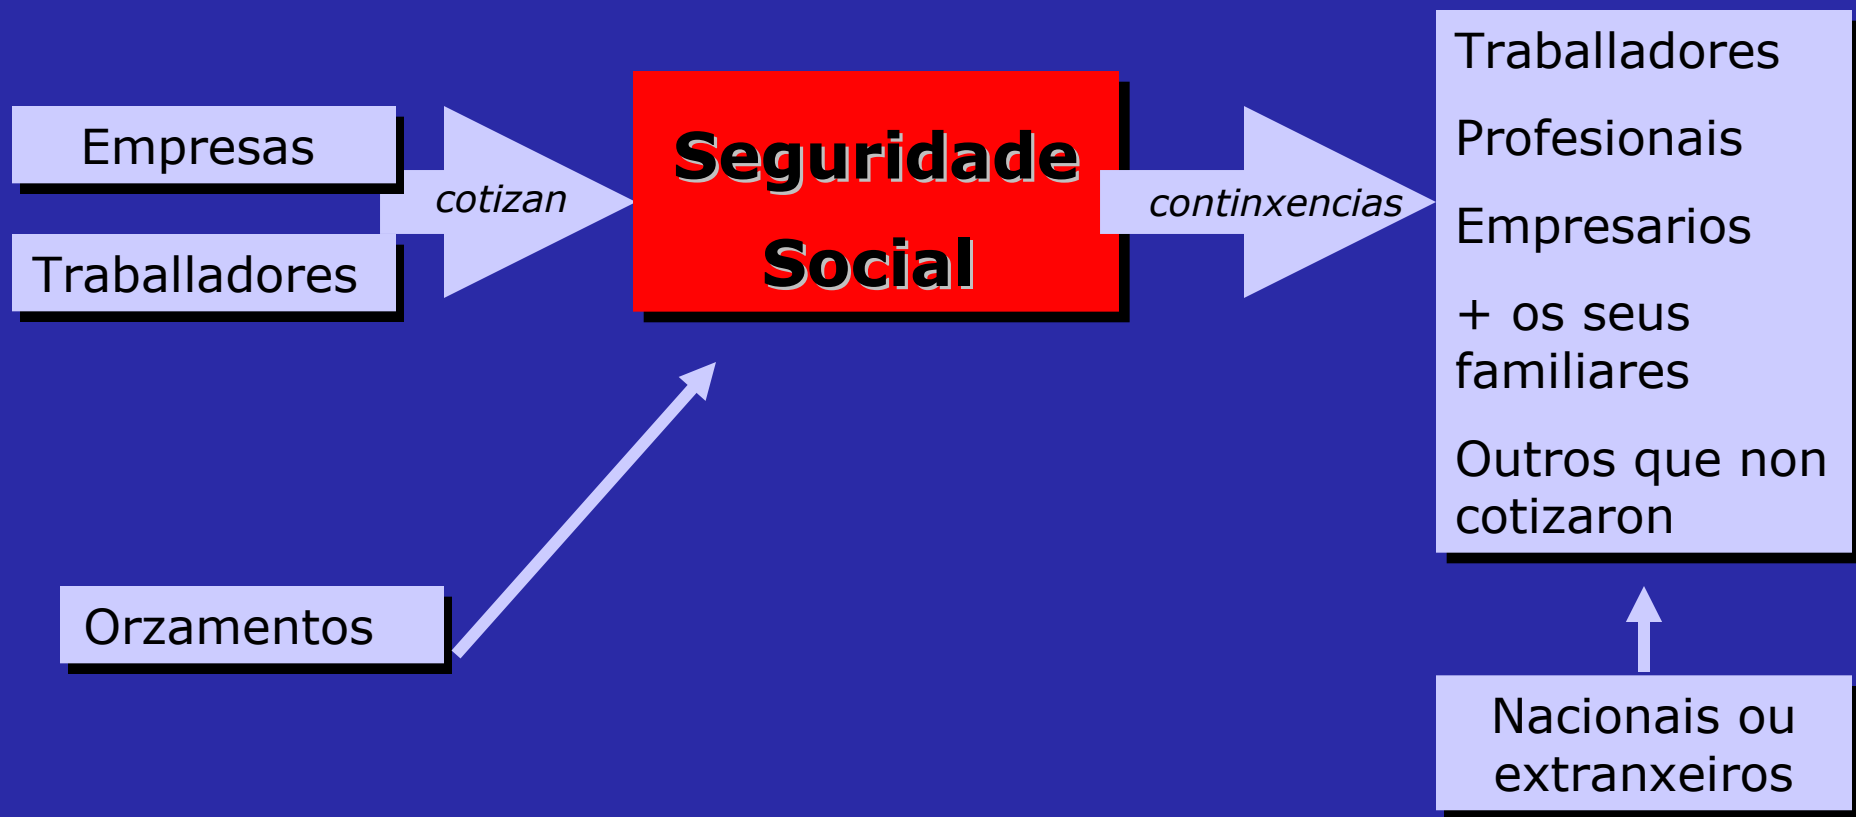 Empresas
Traballadores
cotizan
Seguridade
Social
continxencias
Traballadores
Profesionais
Empresarios
+ os seus
familiares
Outros que non
cotizaron
Orzamentos
Nacionais ou
extranxeiros